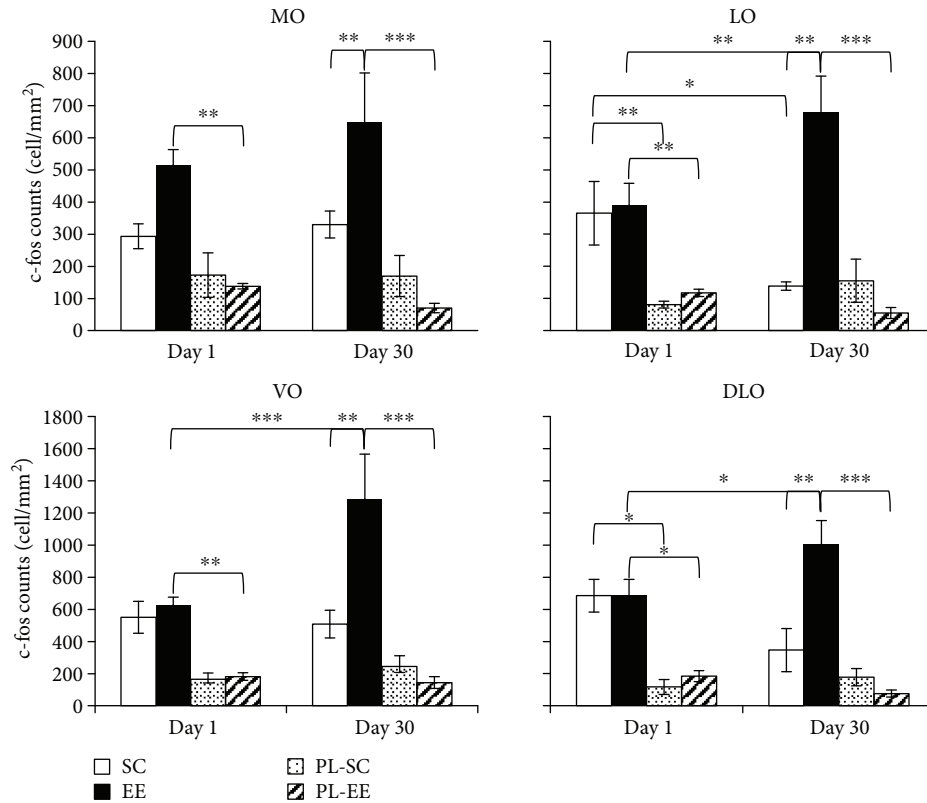 MO
c-fos counts (cell/mm²)
900
800
700
600
500
400
300
200
100
0
** ** ***
Day 1 Day 30
LO
** ** ***
*
**
**
Day 1 Day 30
VO
c-fos counts (cell/mm²)
1800
1600
1400
1200
1000
800
600
400
200
0
*** ** ***
**
Day 1 Day 30
DLO
* ** ***
*
*
Day 1 Day 30
SC PL-SC
EE PL-EE